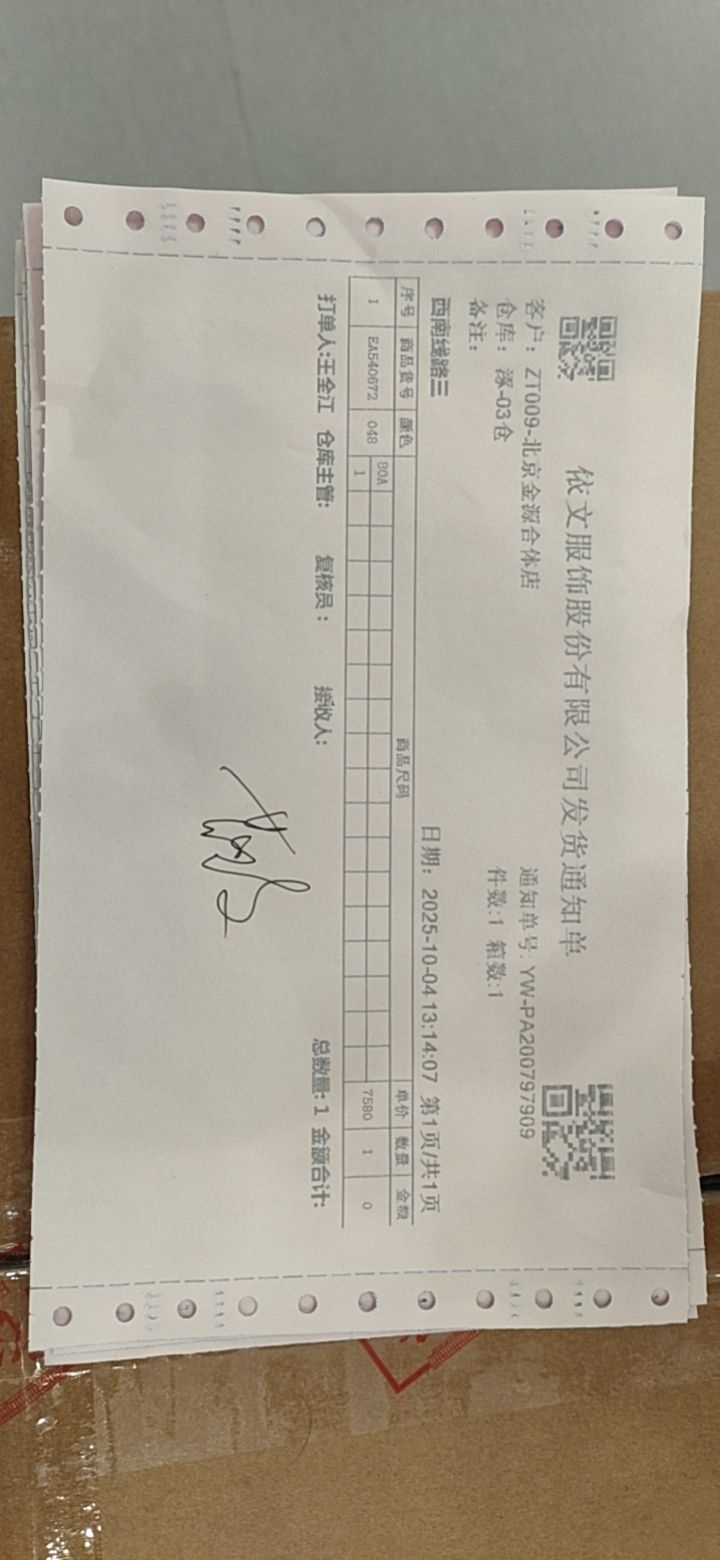 依文服饰股份有限公司发货通知单
客户：ZT009-北京金源合体店 通知单号: YW-PA200797909
仓库：涿-03仓 件数:1 箱数:1
备注：
西南线路三 日期：2025-10-04 13:14:07 第1页/共1页
序号 商品货号 颜色 商品尺码 单价 数量 金额
80A
1 EA540672 048 1 7580 1 0
打单人:王全江 仓库主管: 复核员： 接收人: 总数量: 1 金额合计: